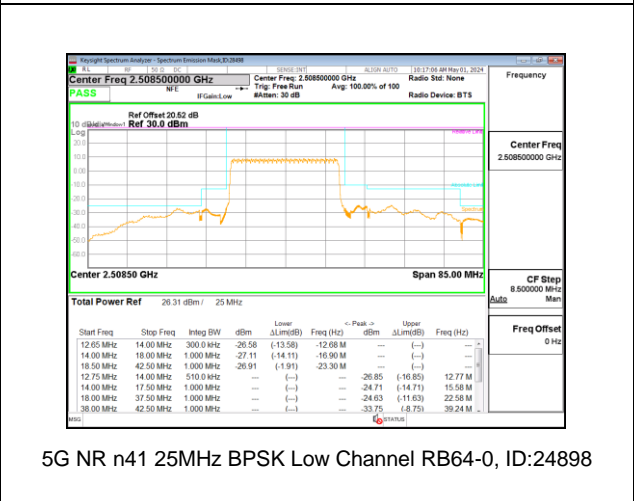 Keysight Spectrum Analyzer - Spectrum Emission Mask,ID:24898
RL RF 50 Ω DC SENSE:INT ALIGN AUTO 10:17:06 AM May 01, 2024
Center Freq 2.508500000 GHz
Center Freq: 2.508500000 GHz
Radio Std: None
Frequency
PASS
NFE
Trig: Free Run Avg: 100.00% of 100
IFGain:Low #Atten: 30 dB Radio Device: BTS
Ref Offset 20.52 dB
10 dB/div Ref 30.0 dBm
Log
20.0
10.0
0.00
-10.0
-20.0
-30.0
-40.0
-50.0
-60.0
Spectrum
Center 2.50850 GHz Span 85.00 MHz
Center Freq
2.508500000 GHz
CF Step
8.500000 MHz
Auto Man
Freq Offset
0 Hz
Total Power Ref 26.31 dBm / 25 MHz
Lower <- Peak -> Upper
Start Freq Stop Freq Integ BW dBm ΔLim(dB) Freq (Hz) dBm ΔLim(dB) Freq (Hz)
12.65 MHz 14.00 MHz 300.0 kHz -26.58 (-13.58) -12.68 M --- (---) ---
14.00 MHz 18.00 MHz 1.000 MHz -27.11 (-14.11) -16.90 M --- (---) ---
18.50 MHz 42.50 MHz 1.000 MHz -26.91 (-1.91) -23.30 M --- (---) ---
12.75 MHz 14.00 MHz 510.0 kHz --- (---) --- -26.85 (-16.85) 12.77 M
14.00 MHz 17.50 MHz 1.000 MHz --- (---) --- -24.71 (-14.71) 15.58 M
18.00 MHz 37.50 MHz 1.000 MHz --- (---) --- -24.63 (-11.63) 22.58 M
38.00 MHz 42.50 MHz 1.000 MHz --- (---) --- -33.75 (-8.75) 39.24 M
MSG STATUS
5G NR n41 25MHz BPSK Low Channel RB64-0, ID:24898